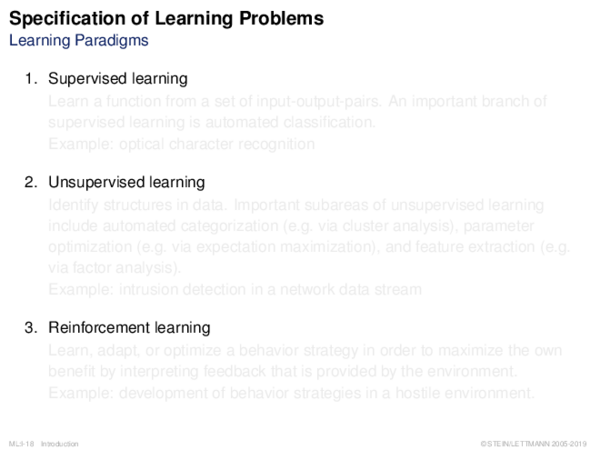 Specification of Learning Problems
Learning Paradigms
1. Supervised learning
Learn a function from a set of input-output-pairs. An important branch of
supervised learning is automated classification.
Example: optical character recognition
2. Unsupervised learning
Identify structures in data. Important subareas of unsupervised learning
include automated categorization (e.g. via cluster analysis), parameter
optimization (e.g. via expectation maximization), and feature extraction (e.g.
via factor analysis).
Example: intrusion detection in a network data stream
3. Reinforcement learning
Learn, adapt, or optimize a behavior strategy in order to maximize the own
benefit by interpreting feedback that is provided by the environment.
Example: development of behavior strategies in a hostile environment.
ML:I-18 Introduction
© STEIN/LETTMANN 2005-2019